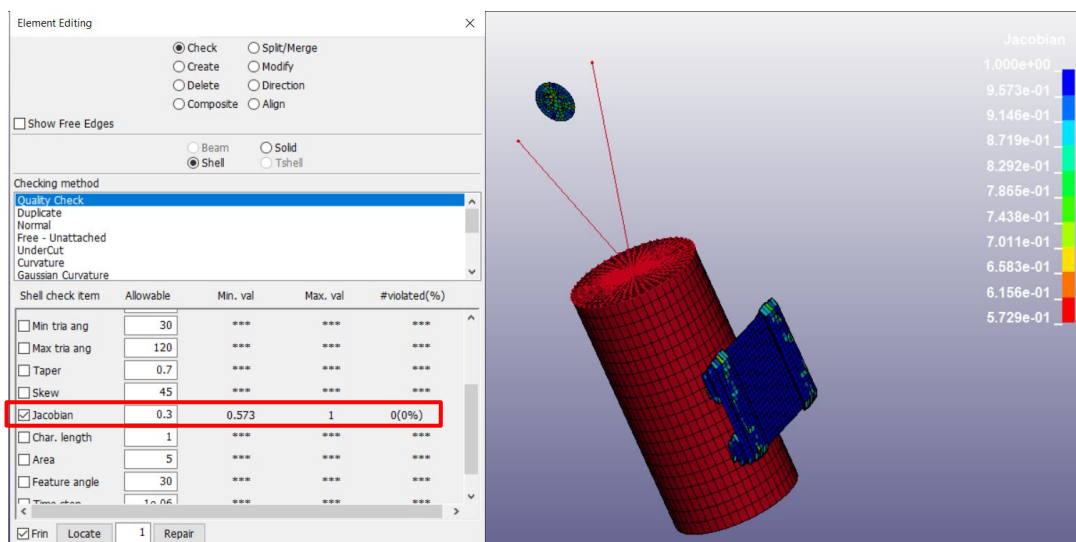 Element Editing
Check Split/Merge
Create Modify
Delete Direction
Composite Align
Show Free Edges
Beam Solid
Shell Tshell
Checking method
Quality Check
Duplicate
Normal
Free - Unattached
UnderCut
Curvature
Gaussian Curvature
Shell check item Allowable Min. val Max. val #violated(%)
Min tria ang 30 *** *** ***
Max tria ang 120 *** *** ***
Taper 0.7 *** *** ***
Skew 45 *** *** ***
Jacobian 0.3 0.573 1 0(0%)
Char. length 1 *** *** ***
Area 5 *** *** ***
Feature angle 30 *** *** ***
Time step 1e-06 *** *** ***
Frin Locate 1 Repair
Jacobian
1.000e+00
9.573e-01
9.146e-01
8.719e-01
8.292e-01
7.865e-01
7.438e-01
7.011e-01
6.583e-01
6.156e-01
5.729e-01